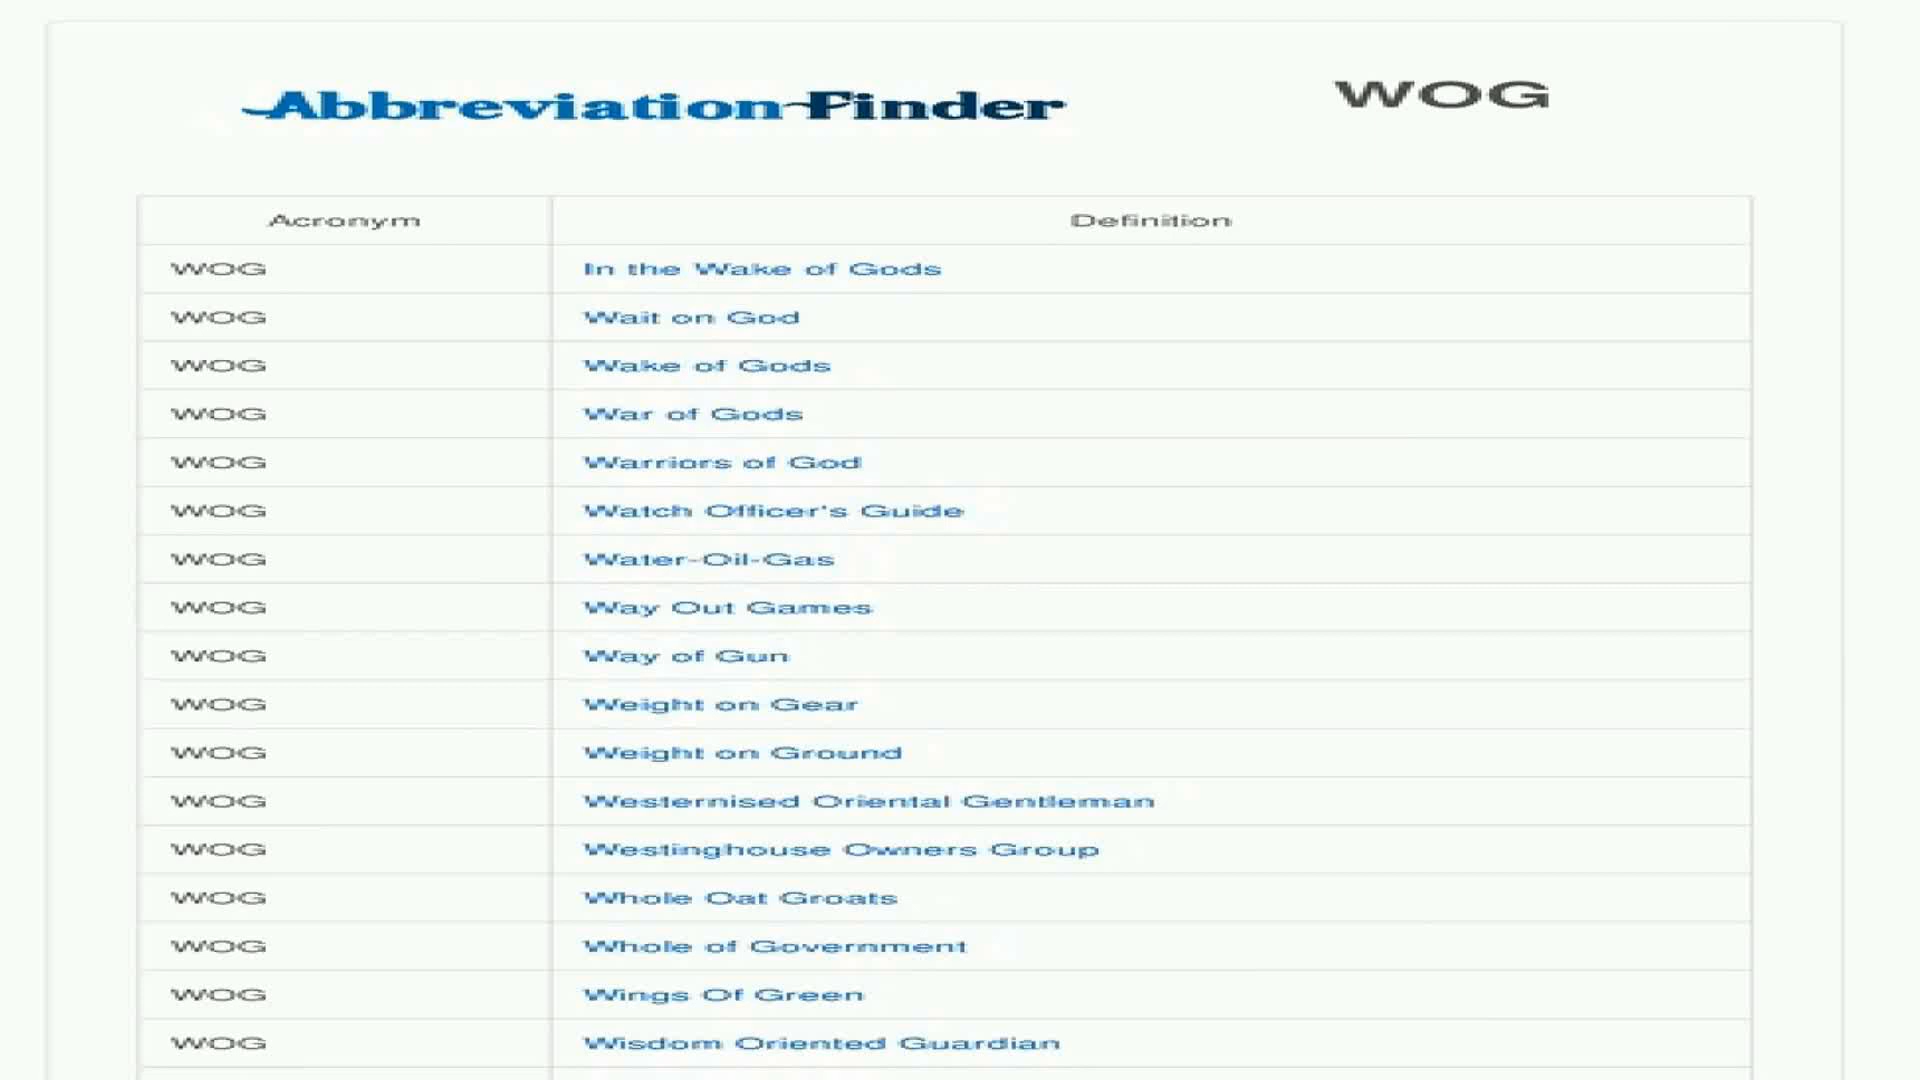 Abbreviation Finder
WOG
Acronym Definition
WOG In the Wake of Gods
WOG Wait on God
WOG Wake of Gods
WOG War of Gods
WOG Warriors of God
WOG Watch Officer's Guide
WOG Water-Oil-Gas
WOG Way Out Games
WOG Way of Gun
WOG Weight on Gear
WOG Weight on Ground
WOG Westernised Oriental Gentleman
WOG Westinghouse Owners Group
WOG Whole Oat Groats
WOG Whole of Government
WOG Wings Of Green
WOG Wisdom Oriented Guardian